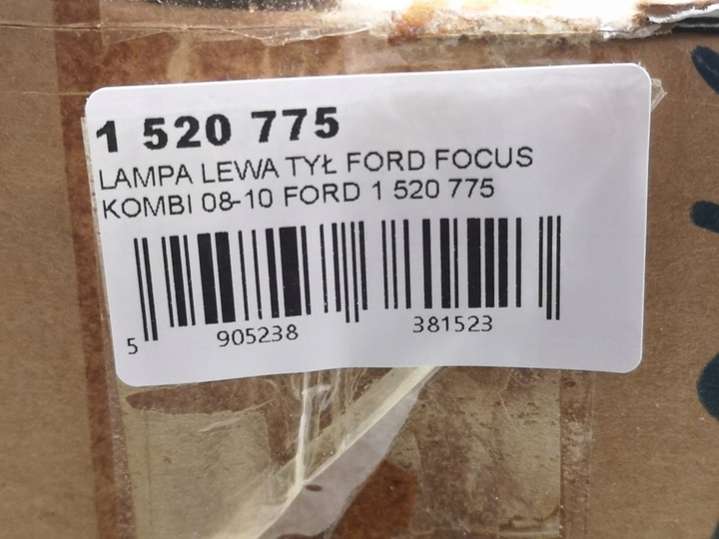 1 520 775
LAMPA LEWA TYŁ FORD FOCUS
KOMBI 08-10 FORD 1 520 775
5 905238 381523